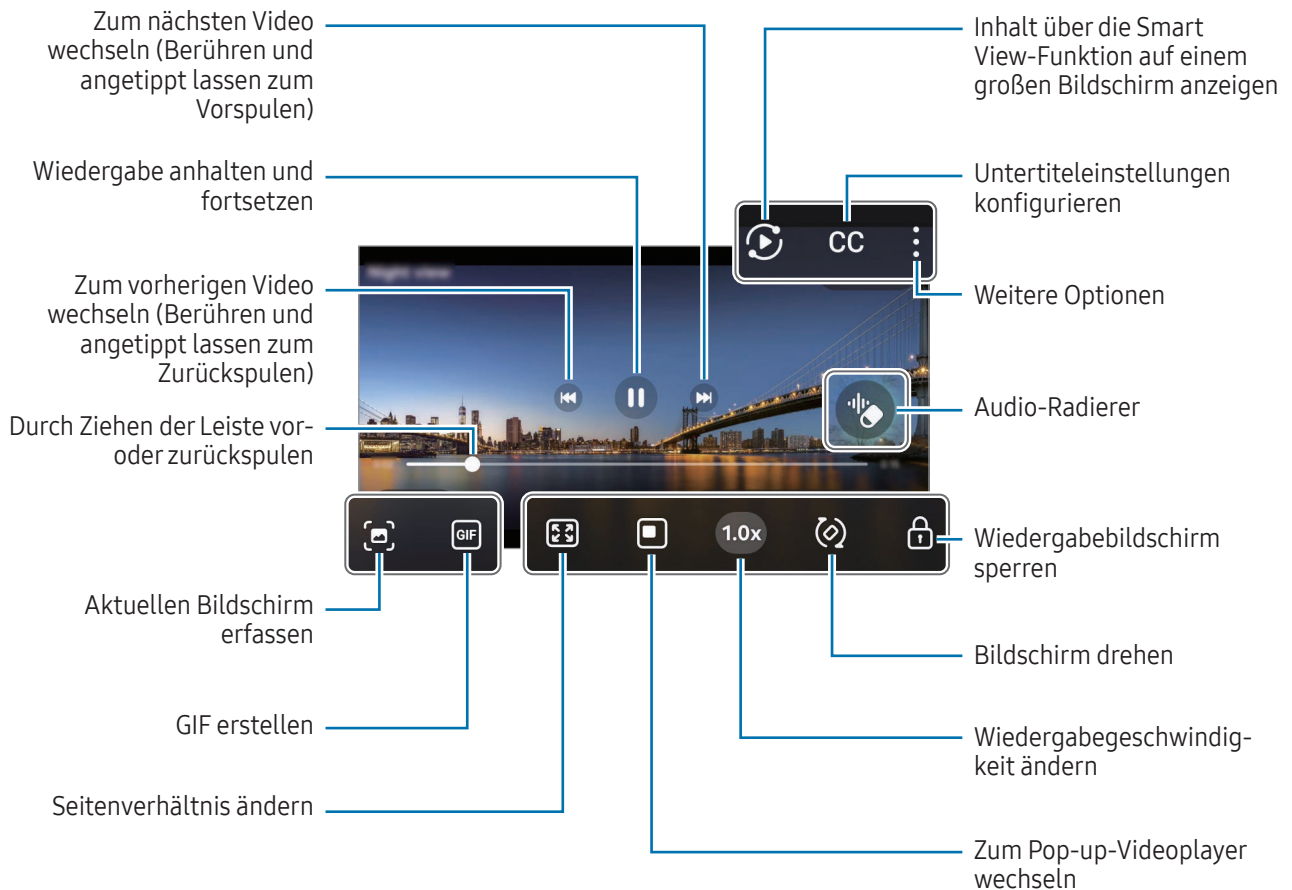 Zum nächsten Video
wechseln (Berühren und
angetippt lassen zum
Vorspulen)
Wiedergabe anhalten und
fortsetzen
Zum vorherigen Video
wechseln (Berühren und
angetippt lassen zum
Zurückspulen)
Durch Ziehen der Leiste vor-
oder zurückspulen
Aktuellen Bildschirm
erfassen
GIF erstellen
Seitenverhältnis ändern
Night view
CC
GIF
1.0x
Inhalt über die Smart
View-Funktion auf einem
großen Bildschirm anzeigen
Untertiteleinstellungen
konfigurieren
Weitere Optionen
Audio-Radierer
Wiedergabebildschirm
sperren
Bildschirm drehen
Wiedergabegeschwindig-
keit ändern
Zum Pop-up-Videoplayer
wechseln